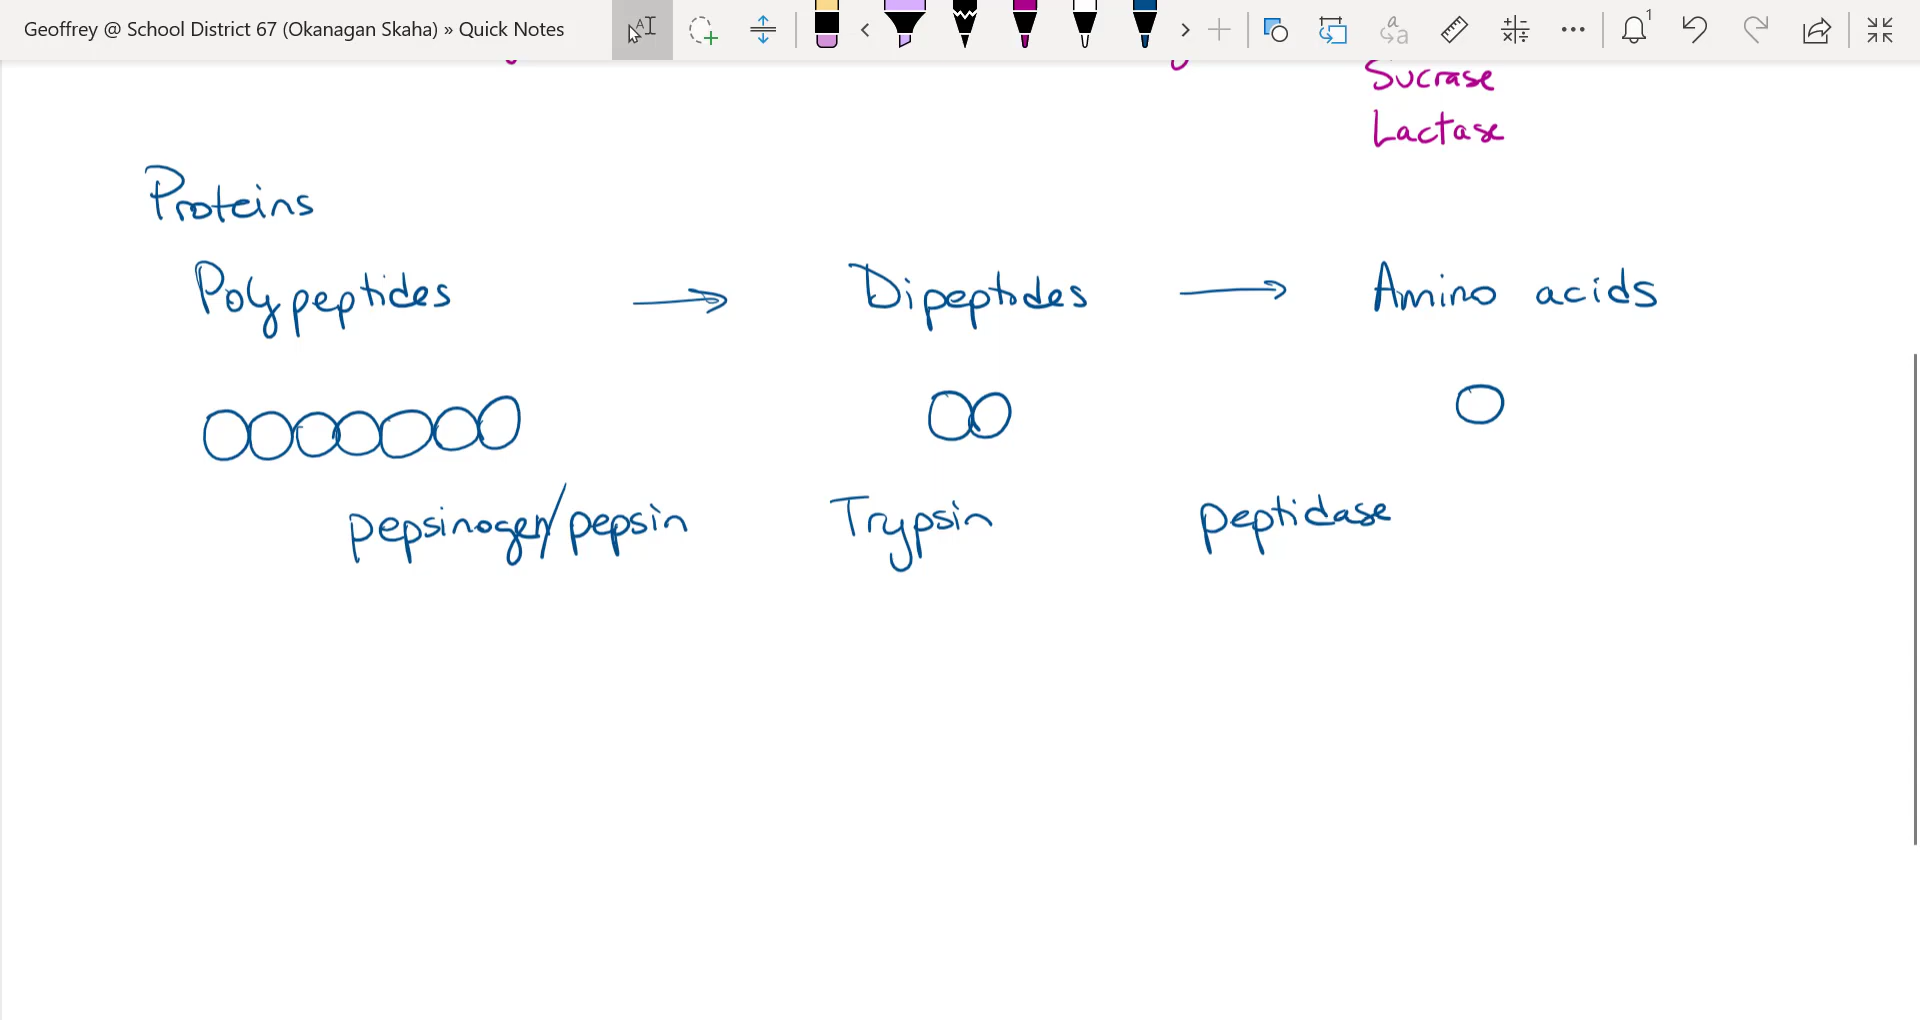 Geoffrey @ School District 67 (Okanagan Skaha) » Quick Notes
1
Sucrase
Lactase
Proteins
Polypeptides → Dipeptides → Amino acids
pepsinogen/pepsin Trypsin peptidase